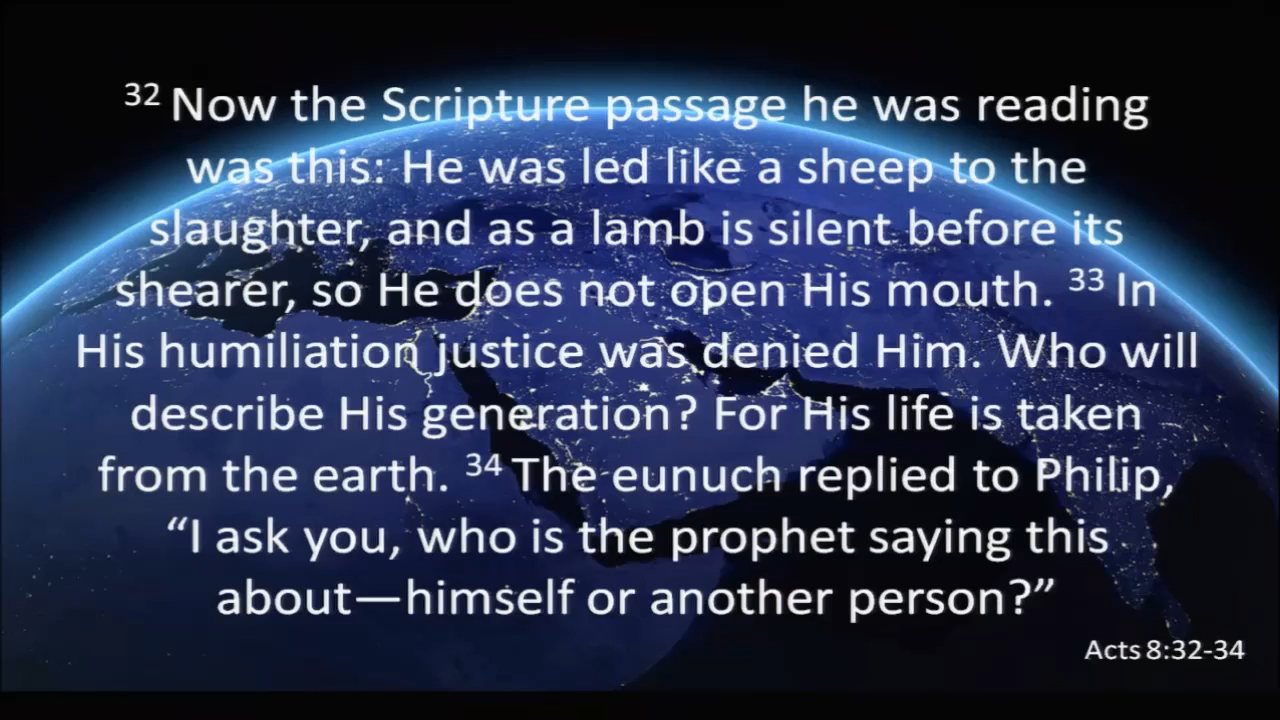 32 Now the Scripture passage he was reading
was this: He was led like a sheep to the
slaughter, and as a lamb is silent before its
shearer, so He does not open His mouth. 33 In
His humiliation justice was denied Him. Who will
describe His generation? For His life is taken
from the earth. 34 The eunuch replied to Philip,
“I ask you, who is the prophet saying this
about—himself or another person?”
Acts 8:32-34